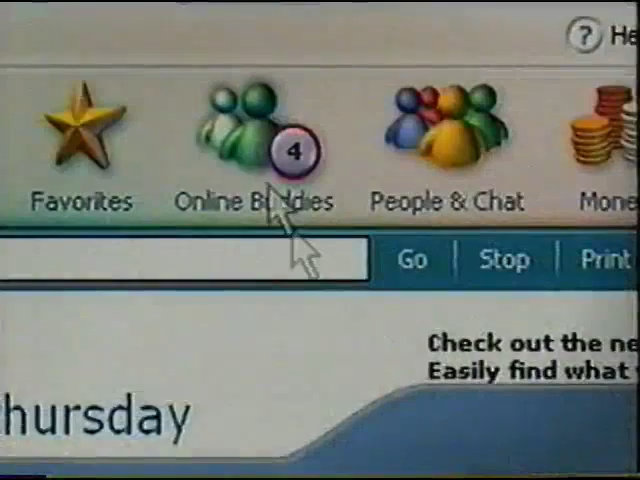 ? He
4
Favorites
Online Buddies
People & Chat
Mone
Go
Stop
Print
Check out the ne
Easily find what
hursday